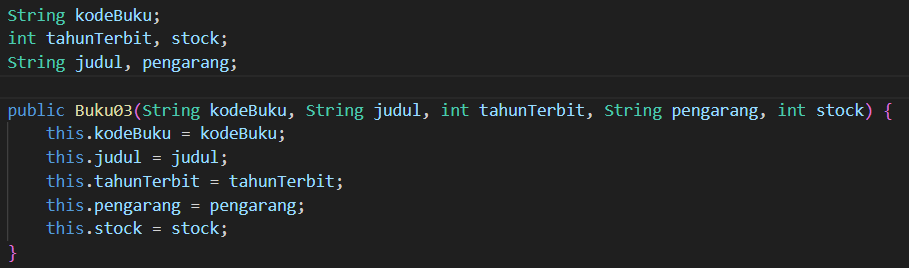 String kodeBuku;
int tahunTerbit, stock;
String judul, pengarang;
public Buku03(String kodeBuku, String judul, int tahunTerbit, String pengarang, int stock) {
this.kodeBuku = kodeBuku;
this.judul = judul;
this.tahunTerbit = tahunTerbit;
this.pengarang = pengarang;
this.stock = stock;
}